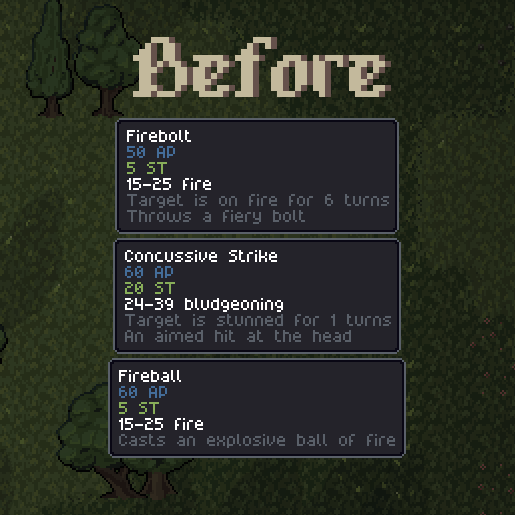 Before
Firebolt
50 AP
5 ST
15-25 fire
Target is on fire for 6 turns
Throws a fiery bolt
Concussive Strike
60 AP
20 ST
24-39 bludgeoning
Target is stunned for 1 turns
An aimed hit at the head
Fireball
60 AP
5 ST
15-25 fire
Casts an explosive ball of fire